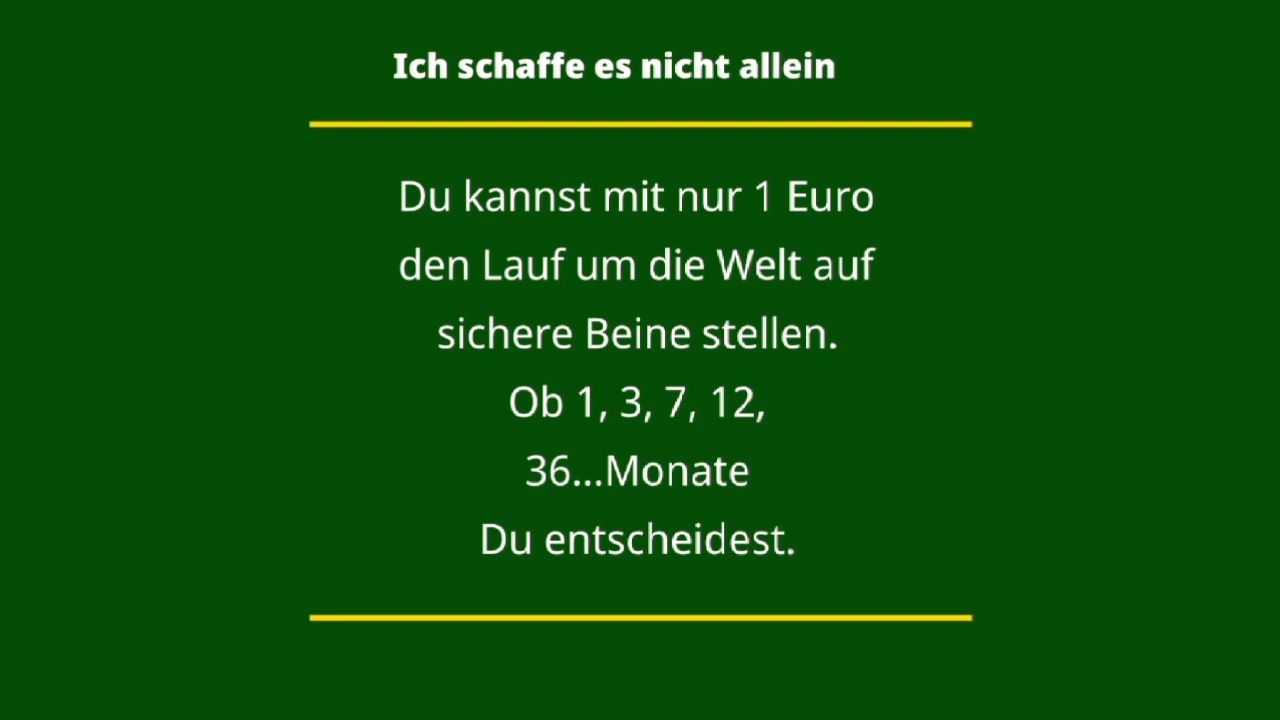 Ich schaffe es nicht allein
Du kannst mit nur 1 Euro
den Lauf um die Welt auf
sichere Beine stellen.
Ob 1, 3, 7, 12,
36...Monate
Du entscheidest.